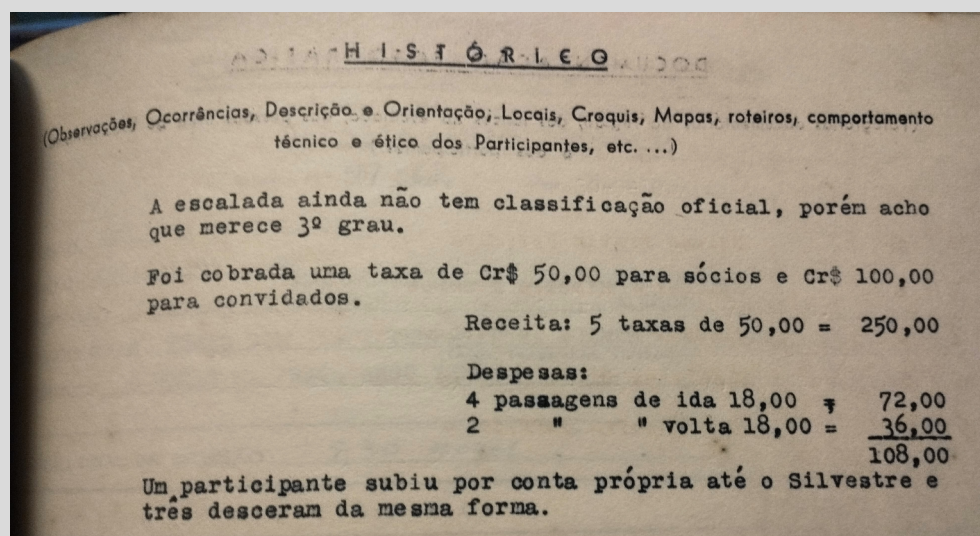 HISTÓRICO
(Observações, Ocorrências, Descrição e Orientação, Locais, Croquis, Mapas, roteiros, comportamento
técnico e ético dos Participantes, etc. ...)
A escalada ainda não tem classificação oficial, porém acho
que merece 3º grau.
Foi cobrada uma taxa de Cr$ 50,00 para sócios e Cr$ 100,00
para convidados.
Receita: 5 taxas de 50,00 = 250,00
Despesas:
4 passagens de ida 18,00 = 72,00
2 " " volta 18,00 = 36,00
108,00
Um participante subiu por conta própria até o Silvestre e
três desceram da mesma forma.